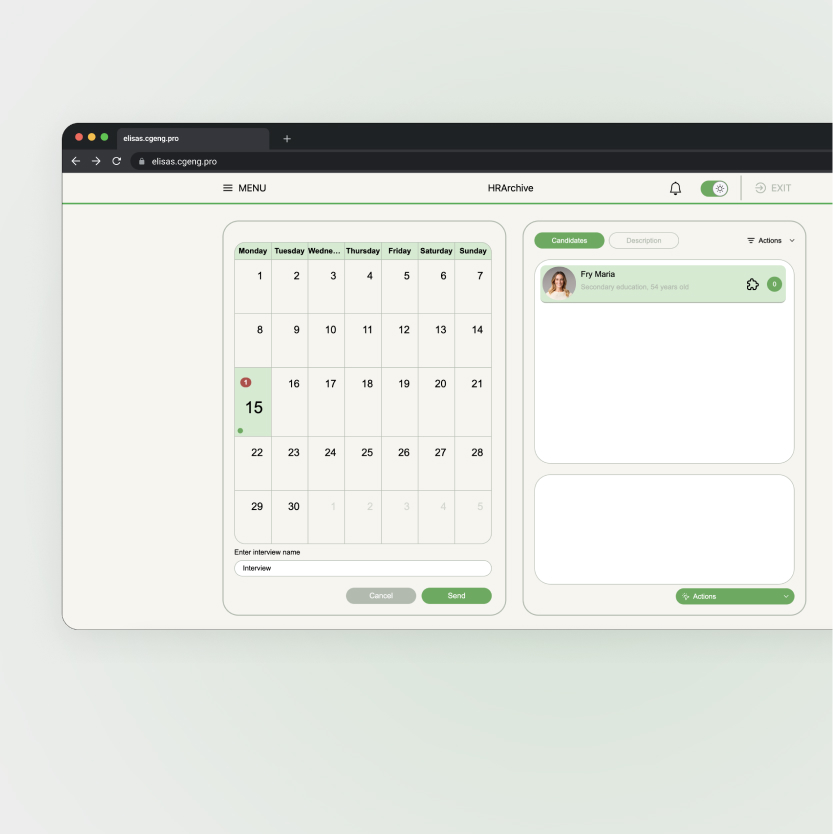 elisas.cgeng.pro
elisas.cgeng.pro
MENU
HRArchive
EXIT
Monday Tuesday Wedne... Thursday Friday Saturday Sunday
1 2 3 4 5 6 7
8 9 10 11 12 13 14
1
15 16 17 18 19 20 21
22 23 24 25 26 27 28
29 30 1 2 3 4 5
Enter interview name
Interview
Cancel Send
Candidates Description Actions
Fry Maria
Secondary education, 54 years old
0
Actions